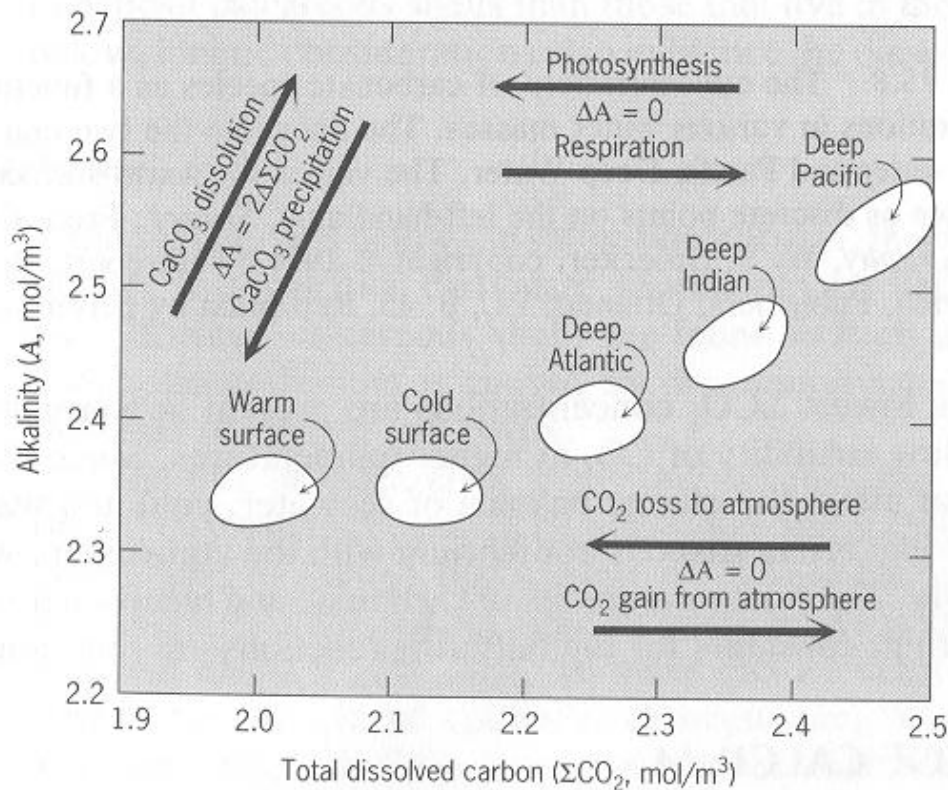 2.7
2.6
2.5
2.4
2.3
2.2
Alkalinity (A, mol/m³)
CaCO₃ dissolution
ΔA = 2ΔΣCO₂
CaCO₃ precipitation
Photosynthesis
ΔA = 0
Respiration
Deep
Pacific
Deep
Indian
Deep
Atlantic
Warm
surface
Cold
surface
CO₂ loss to atmosphere
ΔA = 0
CO₂ gain from atmosphere
1.9 2.0 2.1 2.2 2.3 2.4 2.5
Total dissolved carbon (ΣCO₂, mol/m³)